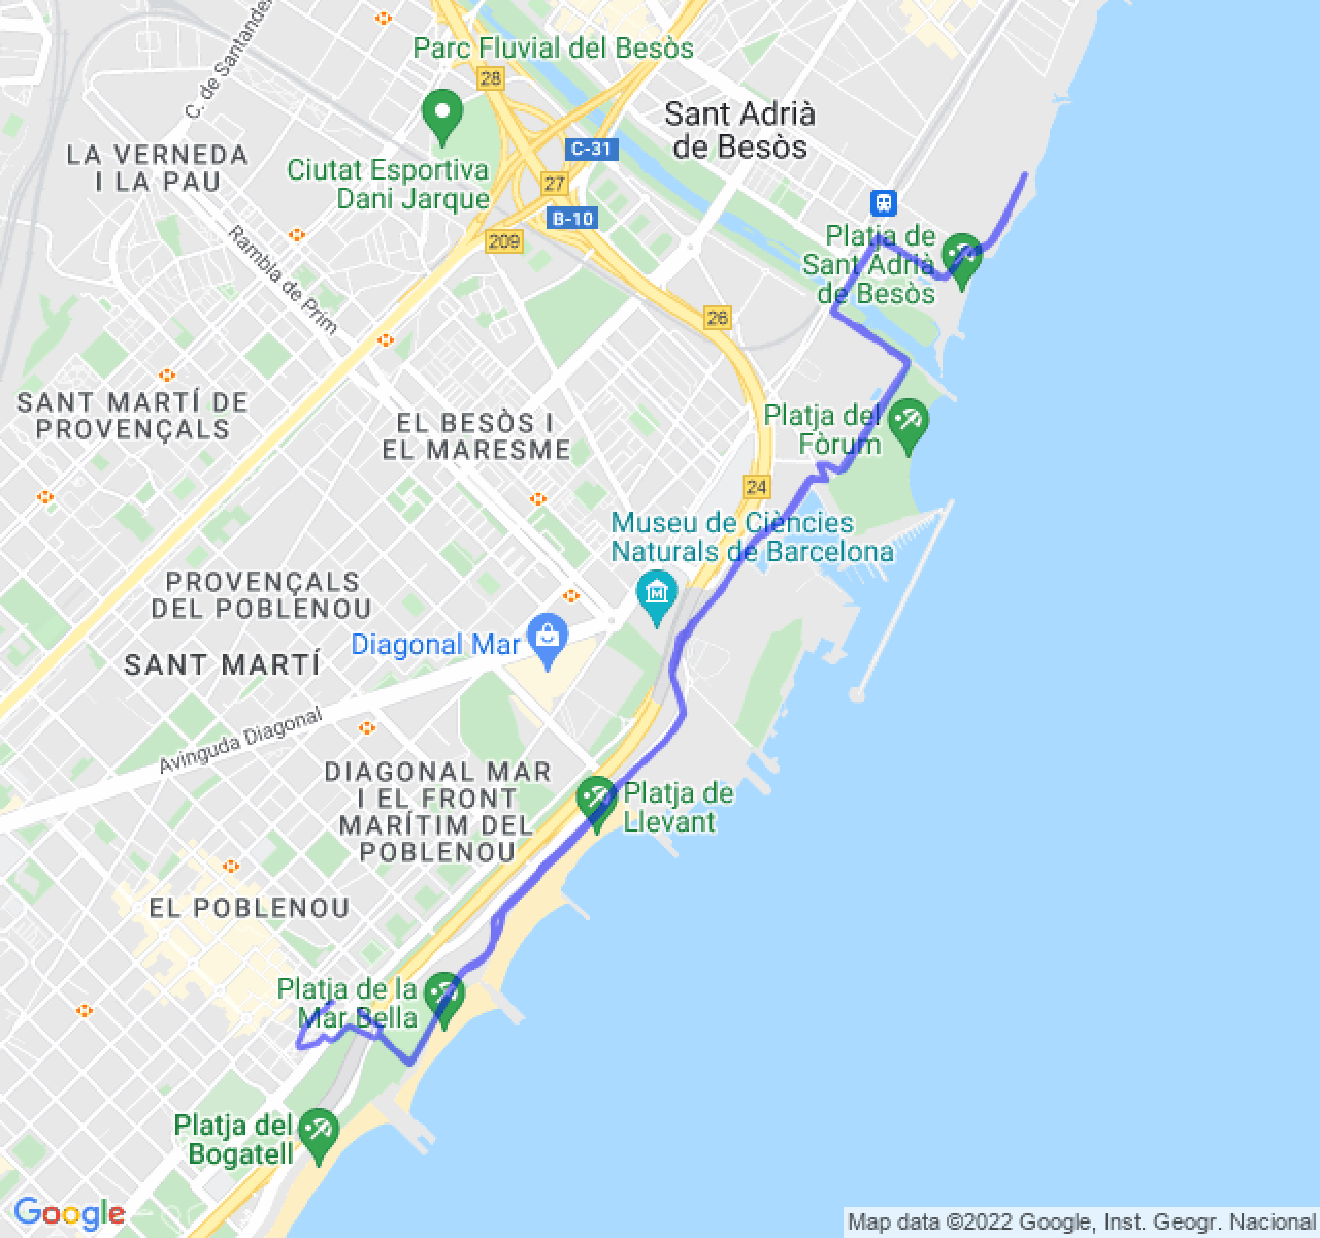 C. de Santander
Parc Fluvial del Besòs
28
Sant Adrià
de Besòs
C-31
LA VERNEDA
I LA PAU
Ciutat Esportiva
Dani Jarque
27
B-10
209
Rambla de Prim
Platja de
Sant Adrià
de Besòs
26
SANT MARTÍ DE
PROVENÇALS
EL BESÒS I
EL MARESME
Platja del
Fòrum
24
Museu de Ciències
Naturals de Barcelona
PROVENÇALS
DEL POBLENOU
Diagonal Mar
SANT MARTÍ
Avinguda Diagonal
DIAGONAL MAR
I EL FRONT
MARÍTIM DEL
POBLENOU
Platja de
Llevant
EL POBLENOU
Platja de la
Mar Bella
Platja del
Bogatell
Google
Map data ©2022 Google, Inst. Geogr. Nacional